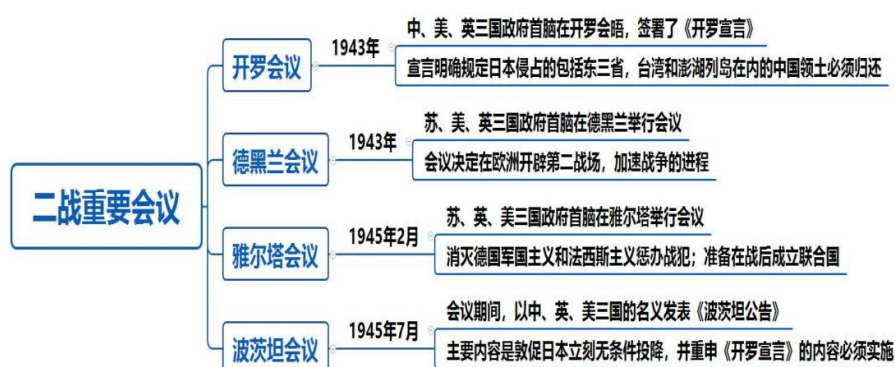 二战重要会议
开罗会议
1943年
中、美、英三国政府首脑在开罗会晤，签署了《开罗宣言》
宣言明确规定日本侵占的包括东三省，台湾和澎湖列岛在内的中国领土必须归还
德黑兰会议
1943年
苏、美、英三国政府首脑在德黑兰举行会议
会议决定在欧洲开辟第二战场，加速战争的进程
雅尔塔会议
1945年2月
苏、英、美三国政府首脑在雅尔塔举行会议
消灭德国军国主义和法西斯主义惩办战犯；准备在战后成立联合国
波茨坦会议
1945年7月
会议期间，以中、英、美三国的名义发表《波茨坦公告》
主要内容是敦促日本立刻无条件投降，并重申《开罗宣言》的内容必须实施